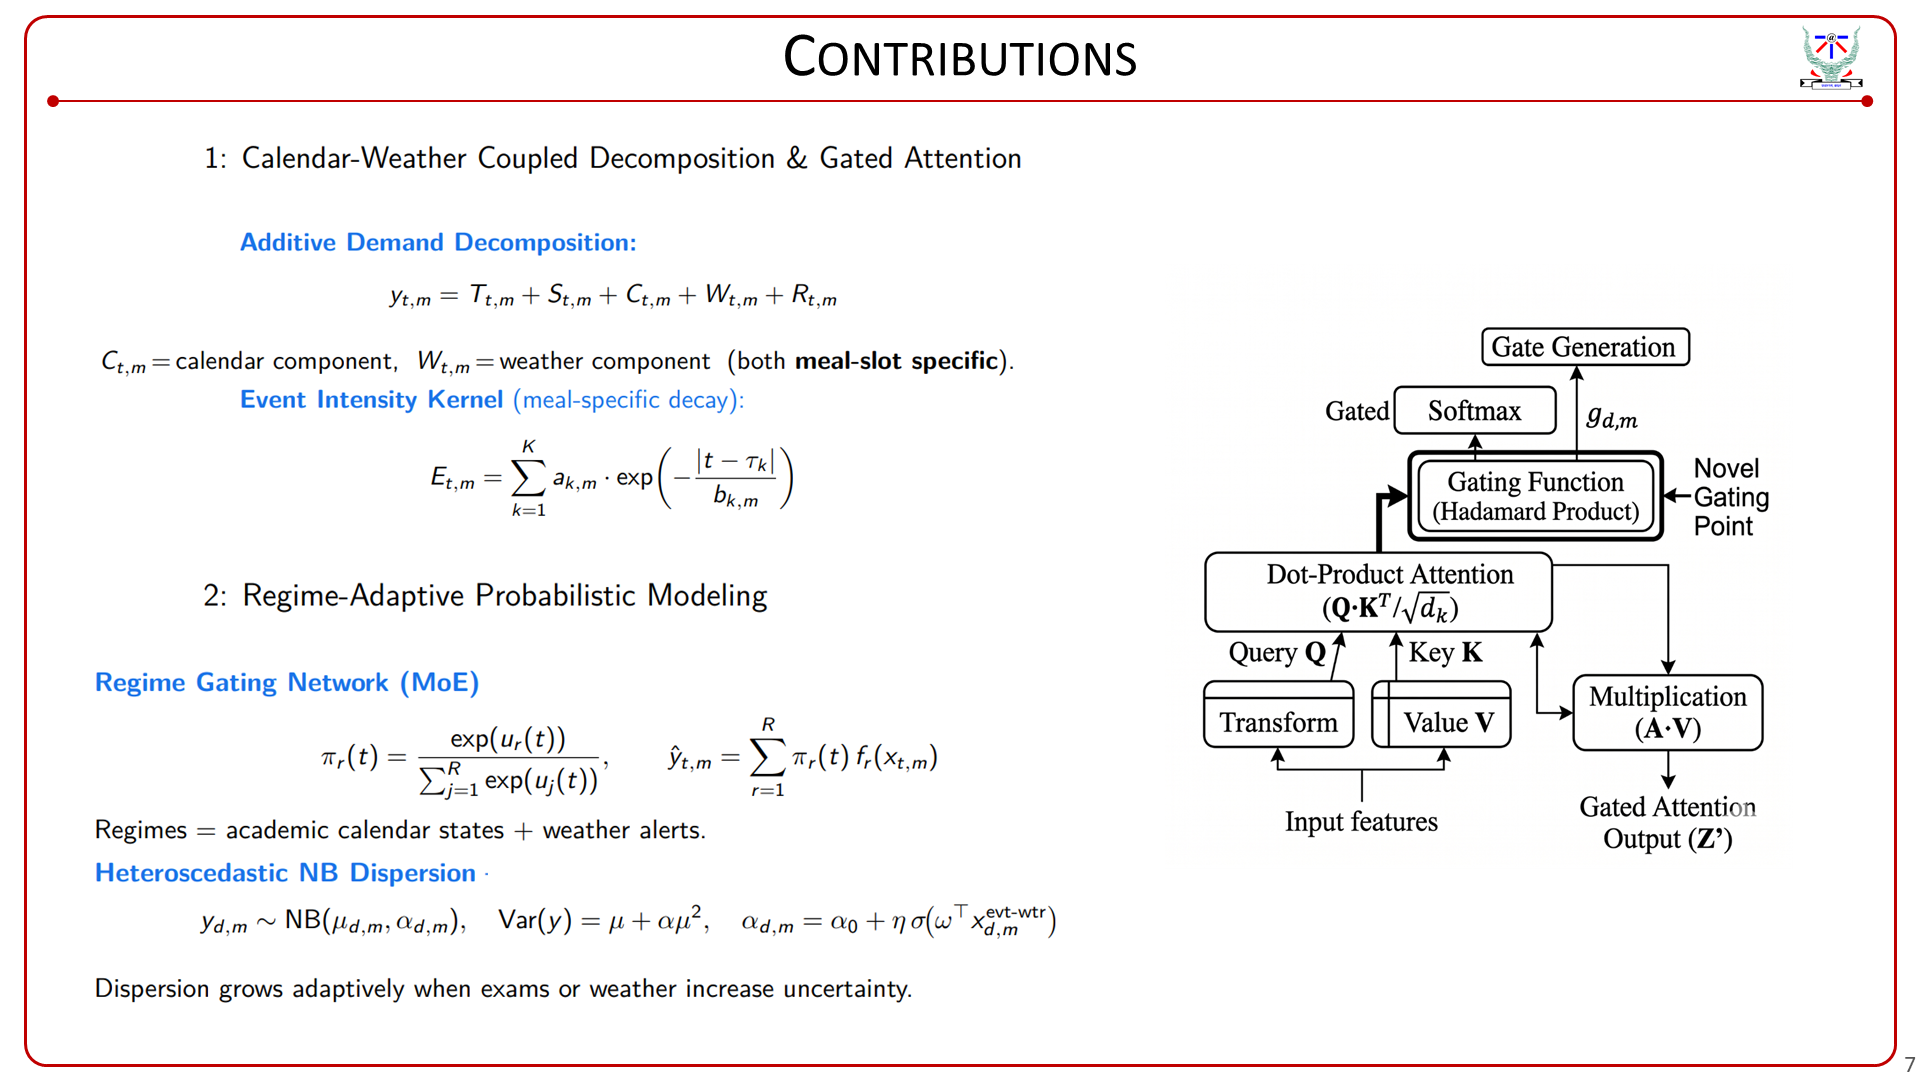 CONTRIBUTIONS
1: Calendar-Weather Coupled Decomposition & Gated Attention
Additive Demand Decomposition:
y_{t,m} = T_{t,m} + S_{t,m} + C_{t,m} + W_{t,m} + R_{t,m}
C_{t,m} = calendar component, W_{t,m} = weather component (both meal-slot specific).
Event Intensity Kernel (meal-specific decay):
E_{t,m} = \sum_{k=1}^{K} a_{k,m} · exp(−|t − τ_k| / b_{k,m})
2: Regime-Adaptive Probabilistic Modeling
Regime Gating Network (MoE)
π_r(t) = exp(u_r(t)) / \sum_{j=1}^{R} exp(u_j(t)), ŷ_{t,m} = \sum_{r=1}^{R} π_r(t) f_r(x_{t,m})
Regimes = academic calendar states + weather alerts.
Heteroscedastic NB Dispersion ·
y_{d,m} ∼ NB(μ_{d,m}, α_{d,m}), Var(y) = μ + αμ², α_{d,m} = α_0 + η σ(ω^⊤ x_{d,m}^{evt-wtr})
Dispersion grows adaptively when exams or weather increase uncertainty.
Gate Generation
Gated
Softmax
g_{d,m}
Gating Function
(Hadamard Product)
Novel
Gating
Point
Dot-Product Attention
(Q·K^T/√d_k)
Query Q
Key K
Transform
Value V
Multiplication
(A·V)
Input features
Gated Attention
Output (Z')
7